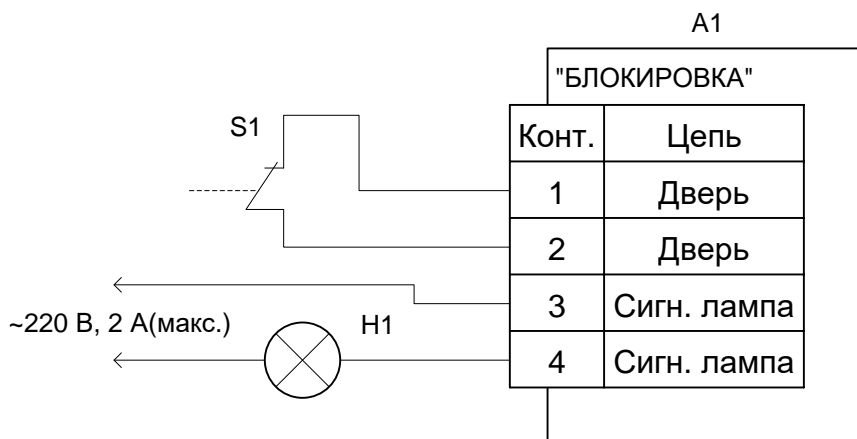 A1
"БЛОКИРОВКА"
S1
Конт. Цепь
1 Дверь
2 Дверь
3 Сигн. лампа
~220 В, 2 А(макс.)
H1
4 Сигн. лампа